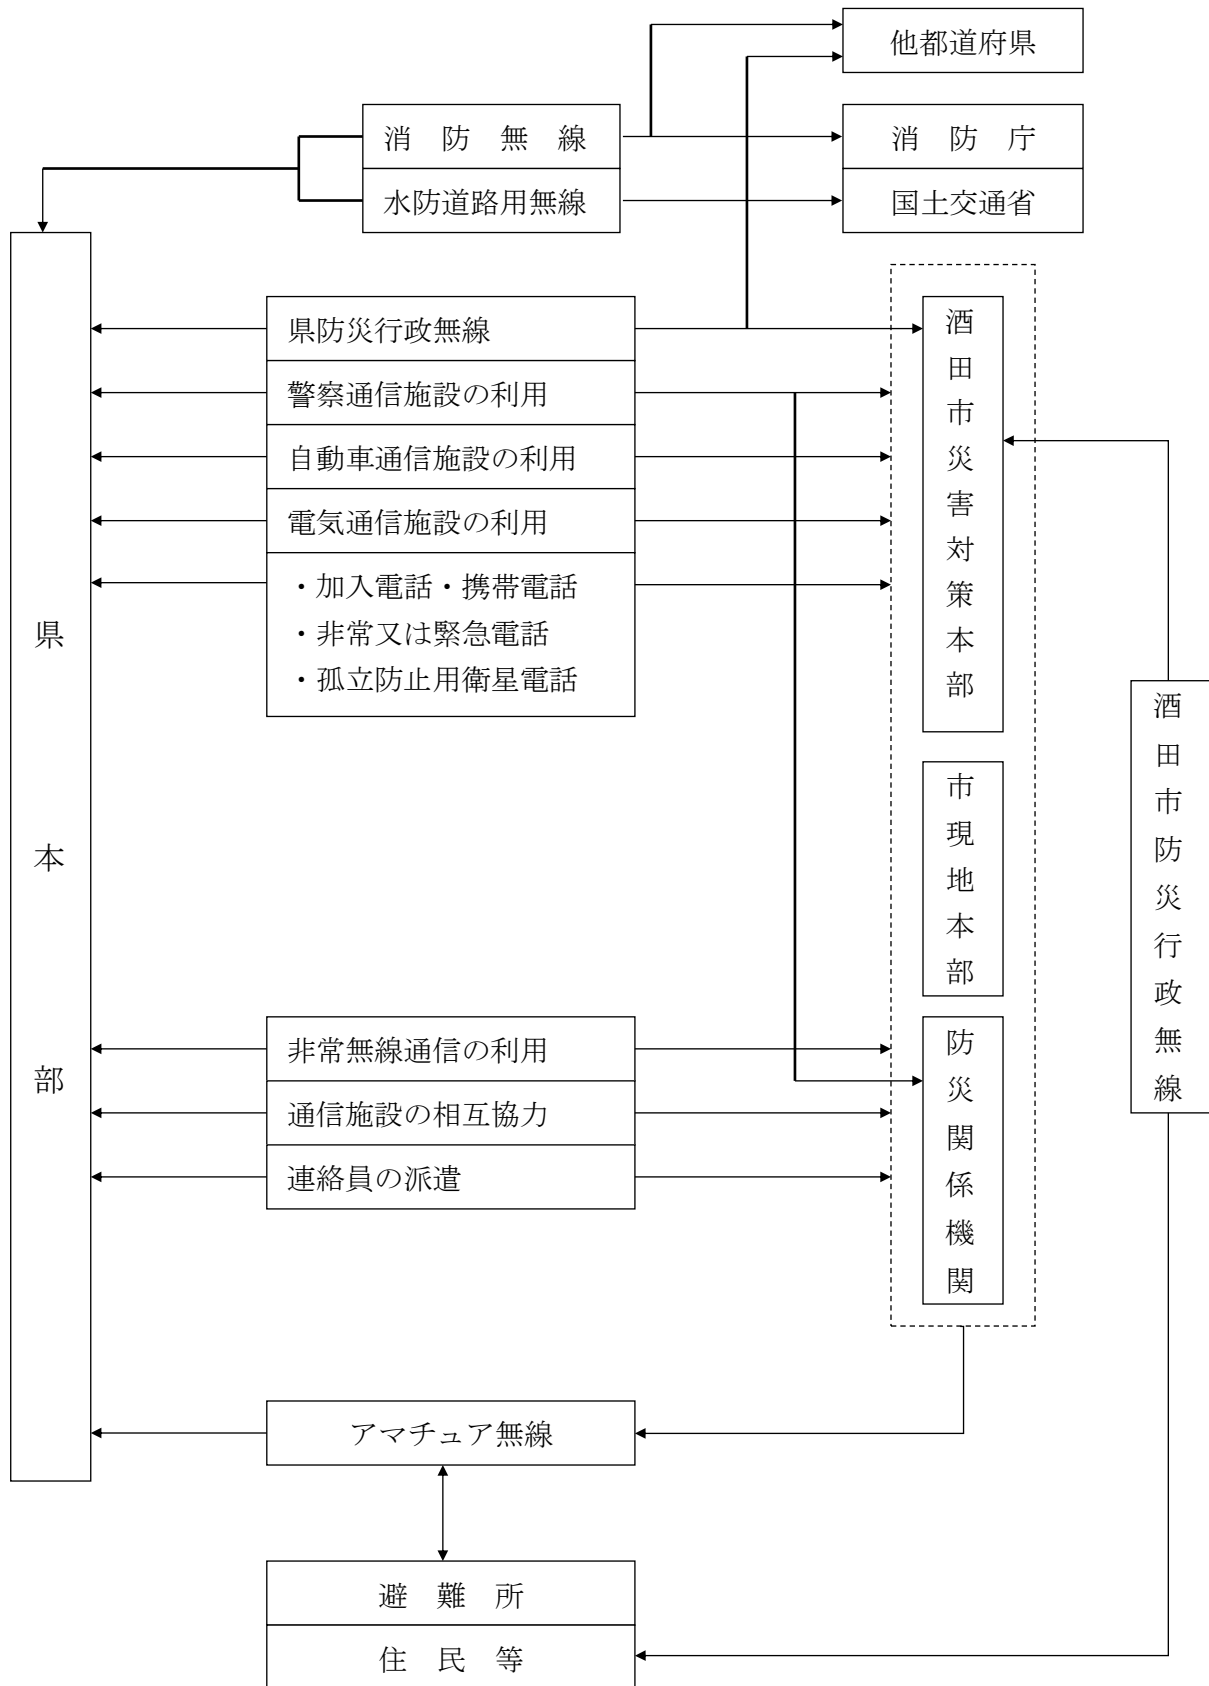 他都道府県
消　防　無　線
消　防　庁
水防道路用無線
国土交通省
県本部
県防災行政無線
警察通信施設の利用
自動車通信施設の利用
電気通信施設の利用
・加入電話・携帯電話
・非常又は緊急電話
・孤立防止用衛星電話
酒田市災害対策本部
市現地本部
酒田市防災行政無線
非常無線通信の利用
通信施設の相互協力
連絡員の派遣
防災関係機関
アマチュア無線
避　難　所
住　民　等